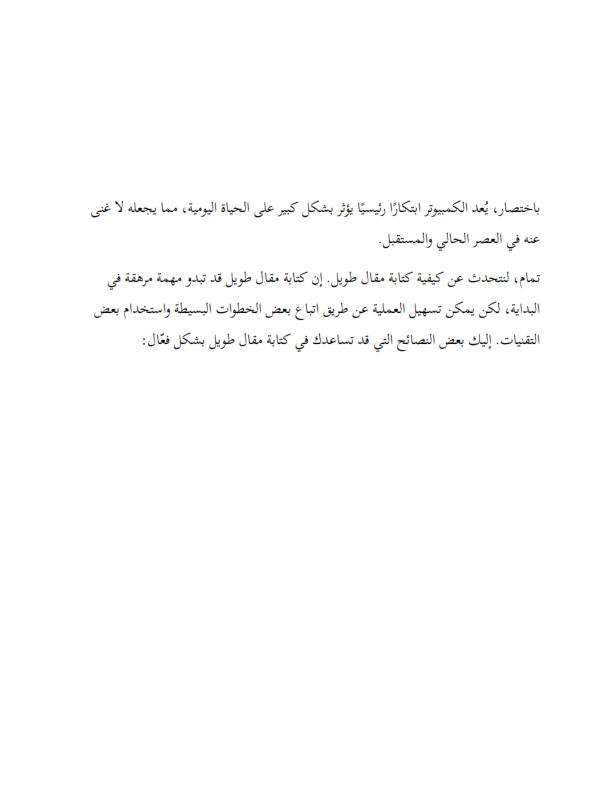 باختصار، يُعد الكمبيوتر ابتكارًا رئيسيًا يؤثر بشكل كبير على الحياة اليومية، مما يجعله لا غنى
عنه في العصر الحالي والمستقبل.
تمام، لنتحدث عن كيفية كتابة مقال طويل. إن كتابة مقال طويل قد تبدو مهمة مرهقة في
البداية، لكن يمكن تسهيل العملية عن طريق اتباع بعض الخطوات البسيطة واستخدام بعض
التقنيات. إليك بعض النصائح التي قد تساعدك في كتابة مقال طويل بشكل فعّال: